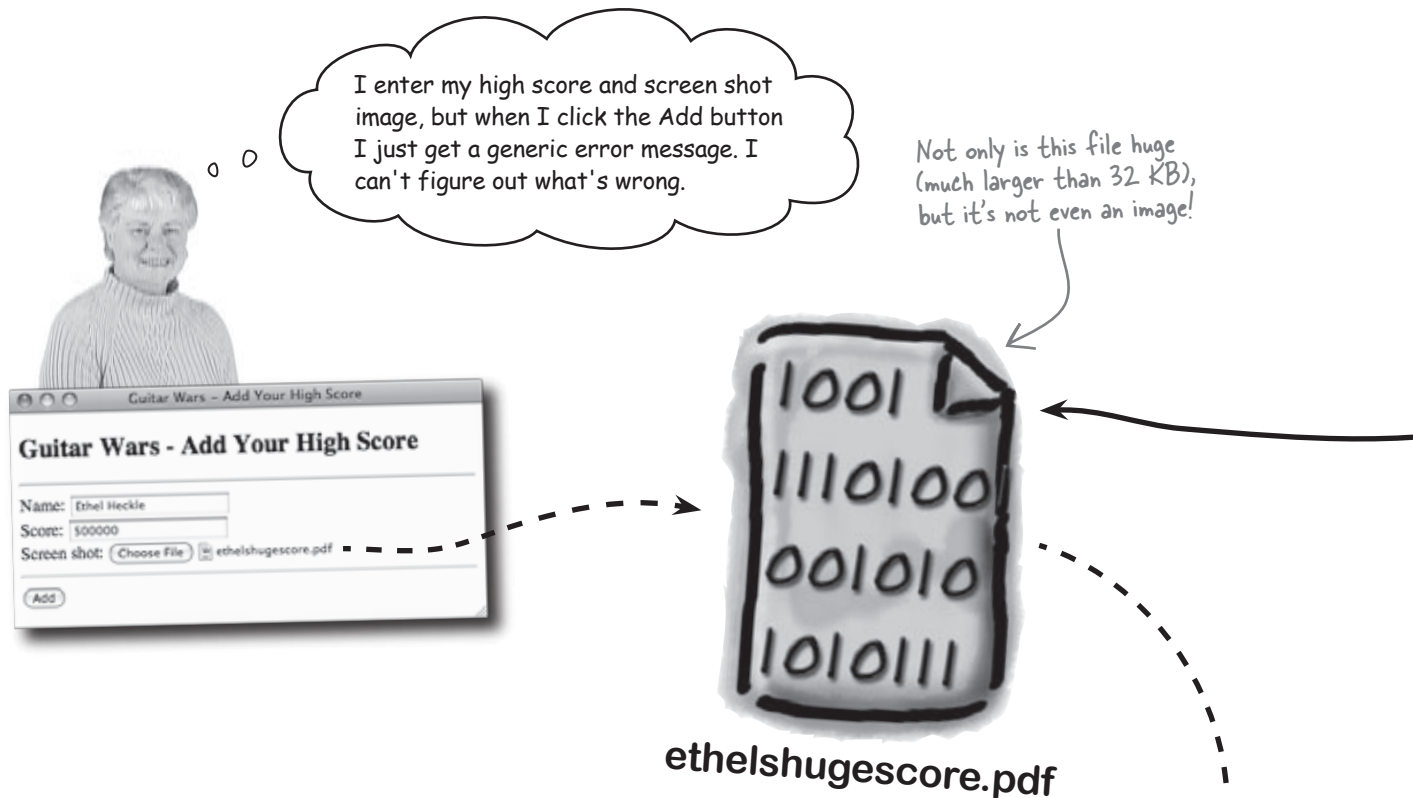 I enter my high score and screen shot
image, but when I click the Add button
I just get a generic error message. I
can't figure out what's wrong.
Not only is this file huge
(much larger than 32 KB),
but it's not even an image!
Guitar Wars - Add Your High Score
Guitar Wars - Add Your High Score
Name: Ethel Heckle
Score: 500000
Screen shot: Choose File ethelshugescore.pdf
Add
1001
1110100
001010
1010111
ethelshugescore.pdf